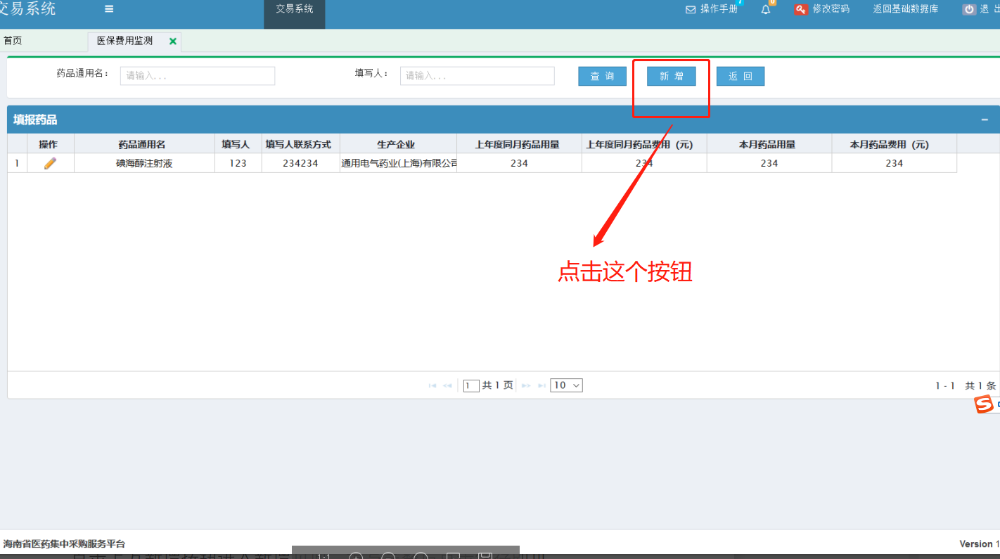 交易系统
交易系统
操作手册
7
0
修改密码
返回基础数据库
退 出
首页
医保费用监测
药品通用名：
请输入...
填写人：
请输入...
查 询
新 增
返 回
填报药品
操作 药品通用名 填写人 填写人联系方式 生产企业 上年度同月药品用量 上年度同月药品费用（元） 本月药品用量 本月药品费用（元）
1 碘海醇注射液 123 234234 通用电气药业(上海)有限公司 234 234 234 234
点击这个按钮
1 共 1 页 10
1 - 1 共 1 条
海南省医药集中采购服务平台
Version 1
1:1